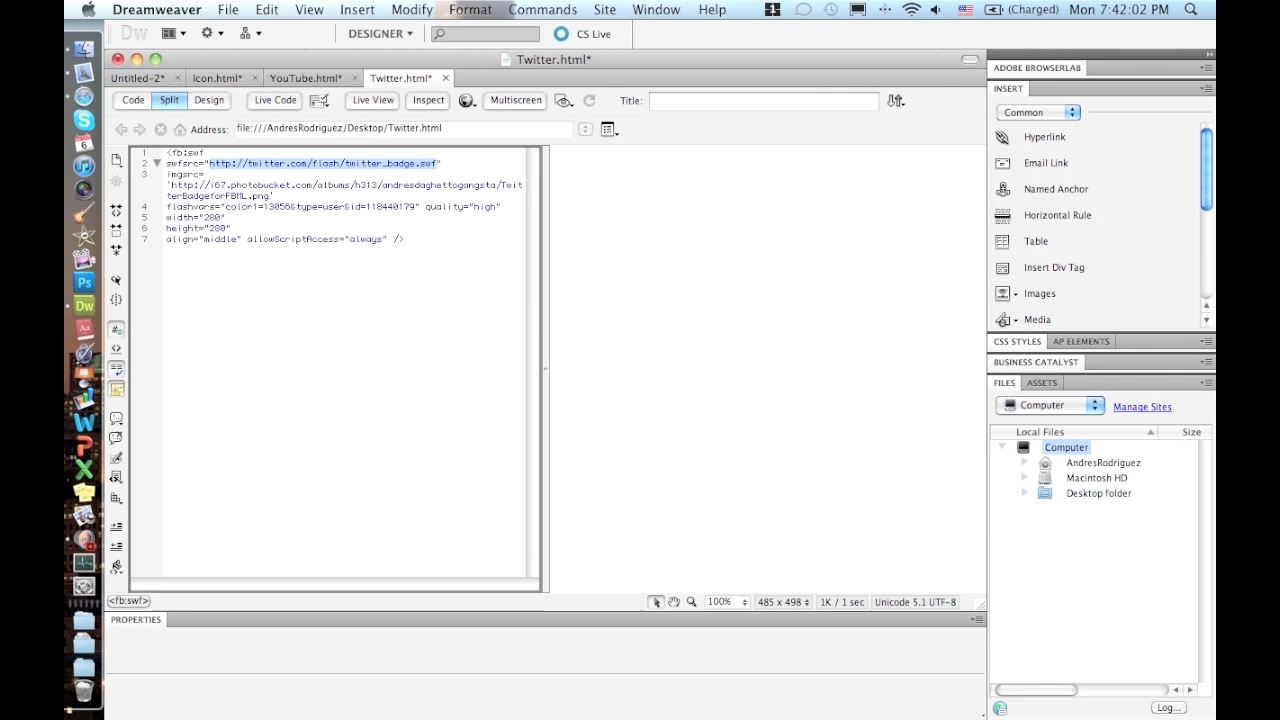 Dreamweaver File Edit View Insert Modify Format Commands Site Window Help (Charged) Mon 7:42:02 PM
Dw DESIGNER CS Live
Twitter.html*
Untitled-2* Icon.html* YouTube.html* Twitter.html*
Code Split Design Live Code Live View Inspect Multiscreen Title:
Address: file:///AndresRodriguez/Desktop/Twitter.html
1 <fb:swf
2 swfsrc="http://twitter.com/flash/twitter_badge.swf"
3 imgsrc=
'http://i67.photobucket.com/albums/h313/andresdaghettogangsta/Twit
terBadgeforFBML.png'
4 flashvars="color1=13056&type=user&id=118440179" quality="high"
5 width="200"
6 height="200"
7 align="middle" allowScriptAccess="always" />
<fb:swf>
100% 485 x 498 1K / 1 sec Unicode 5.1 UTF-8
PROPERTIES
ADOBE BROWSERLAB
INSERT
Common
Hyperlink
Email Link
Named Anchor
Horizontal Rule
Table
Insert Div Tag
Images
Media
CSS STYLES AP ELEMENTS
BUSINESS CATALYST
FILES ASSETS
Computer Manage Sites
Local Files Size
Computer
AndresRodriguez
Macintosh HD
Desktop folder
Log...
6
Ps
Dw
Aa